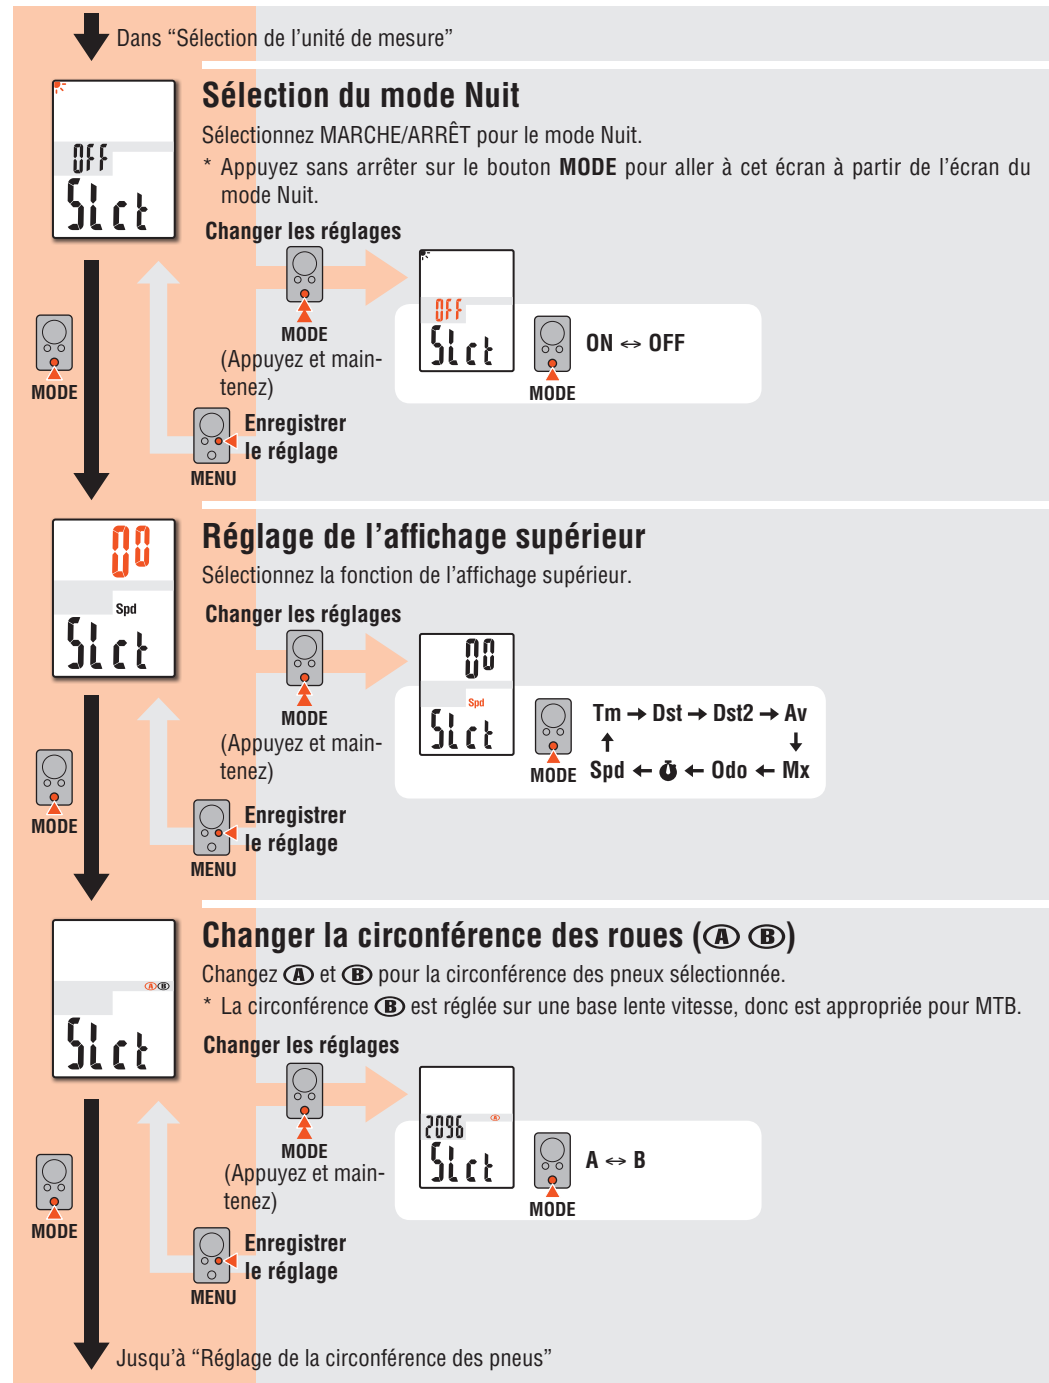 Dans “Sélection de l’unité de mesure”
Sélection du mode Nuit
Sélectionnez MARCHE/ARRÊT pour le mode Nuit.
* Appuyez sans arrêter sur le bouton MODE pour aller à cet écran à partir de l’écran du
mode Nuit.
OFF
Slct
Changer les réglages
MODE
(Appuyez et main-
tenez)
OFF
Slct
MODE
ON ↔ OFF
MODE
Enregistrer
le réglage
MENU
Réglage de l’affichage supérieur
Sélectionnez la fonction de l’affichage supérieur.
00
Spd
Slct
Changer les réglages
MODE
(Appuyez et main-
tenez)
00
Spd
Slct
MODE
Tm → Dst → Dst2 → Av
↑ ↓
Spd ← ⏱ ← Odo ← Mx
MODE
Enregistrer
le réglage
MENU
Changer la circonférence des roues (Ⓐ Ⓑ)
Changez Ⓐ et Ⓑ pour la circonférence des pneux sélectionnée.
* La circonférence Ⓑ est réglée sur une base lente vitesse, donc est appropriée pour MTB.
ⒶⒷ
Slct
Changer les réglages
MODE
(Appuyez et main-
tenez)
2096 Ⓐ
Slct
MODE
A ↔ B
MODE
Enregistrer
le réglage
MENU
Jusqu’à “Réglage de la circonférence des pneus”